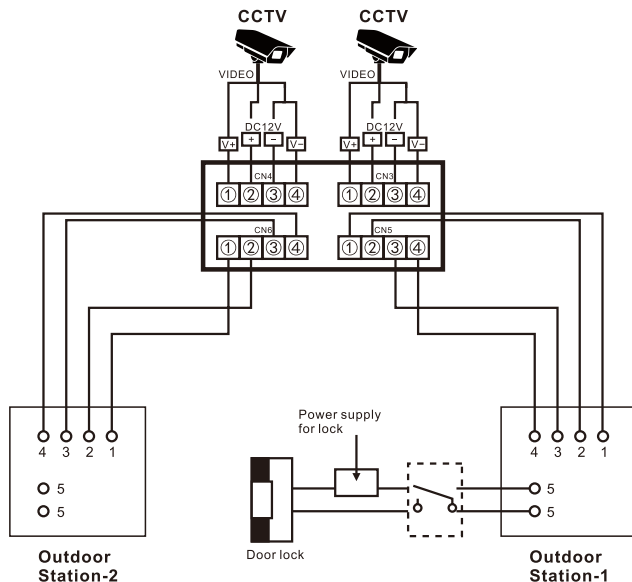 CCTV
CCTV
VIDEO
VIDEO
DC12V
DC12V
V+
+
−
V−
V+
+
−
V−
CN4
CN3
① ② ③ ④
① ② ③ ④
CN6
CN5
① ② ③ ④
① ② ③ ④
Power supply
for lock
4 3 2 1
4 3 2 1
5
5
5
5
Door lock
Outdoor
Station-2
Outdoor
Station-1